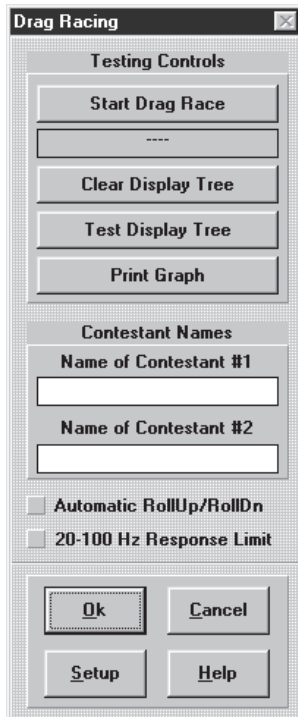 Drag Racing
Testing Controls
Start Drag Race
----
Clear Display Tree
Test Display Tree
Print Graph
Contestant Names
Name of Contestant #1
Name of Contestant #2
Automatic RollUp/RollDn
20-100 Hz Response Limit
Ok
Cancel
Setup
Help